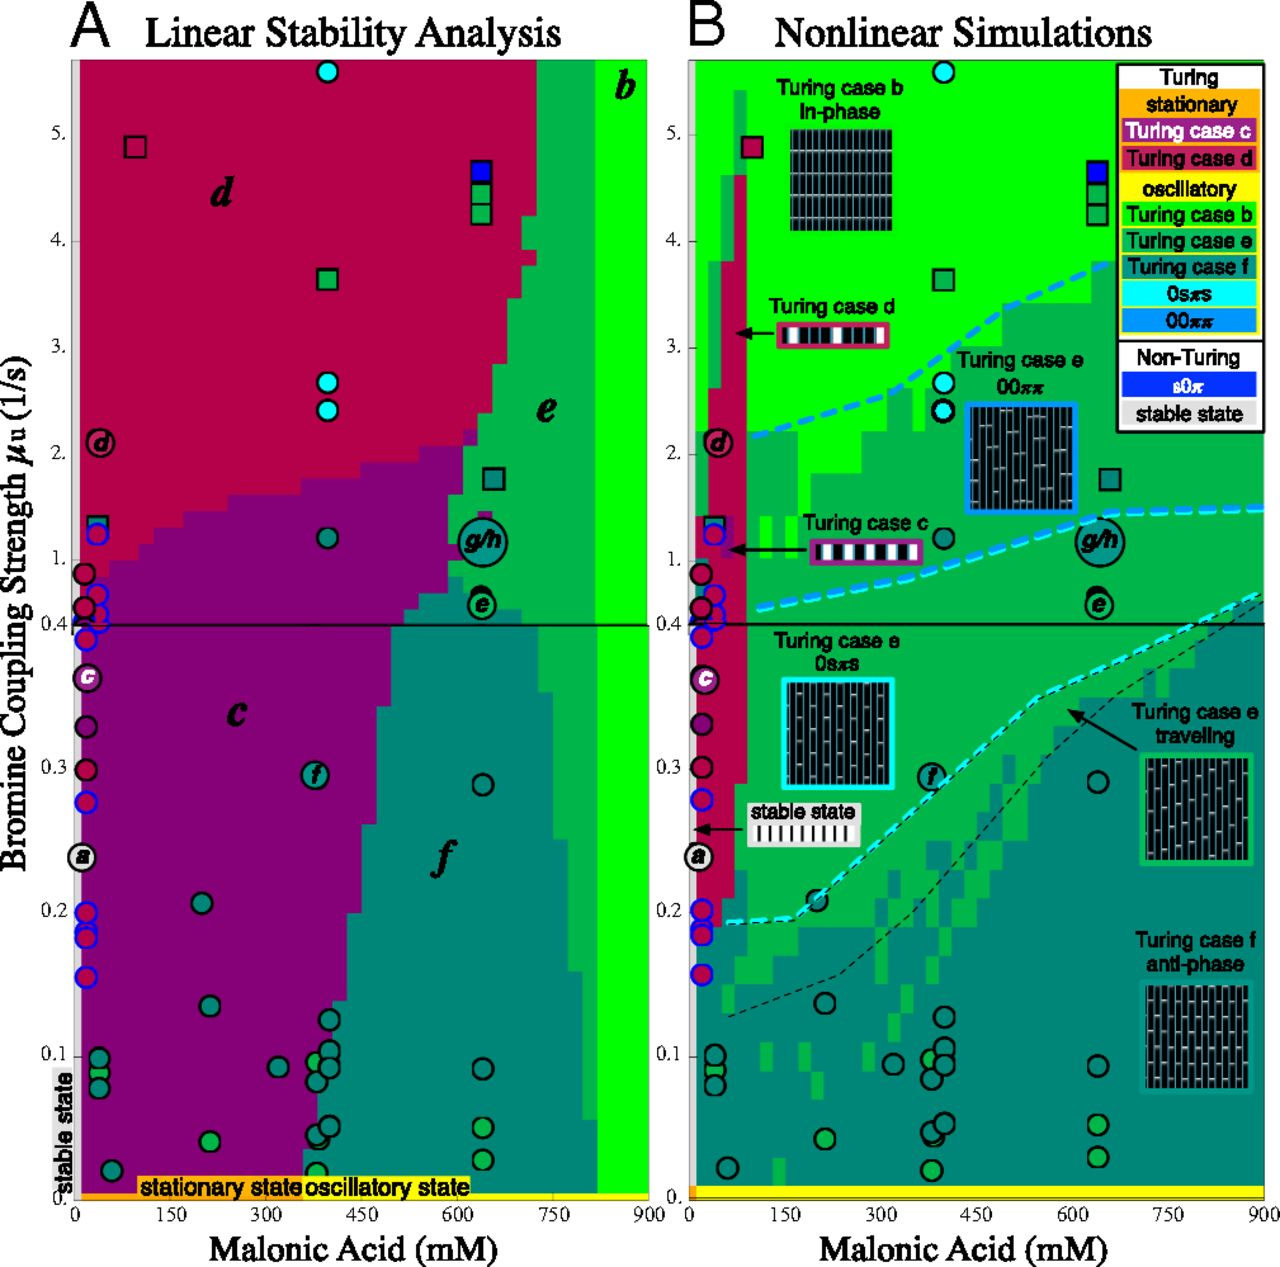 A
Linear Stability Analysis
B
Nonlinear Simulations
Bromine Coupling Strength μu (1/s)
5.
4.
3.
2.
1.
0.4
0.3
0.2
0.1
0.
b
d
e
d
g/h
e
c
c
f
a
f
stable state
stationary state
oscillatory state
0
150
300
450
600
750
900
Malonic Acid (mM)
5.
4.
3.
2.
1.
0.4
0.3
0.2
0.1
0.
Turing case b
In-phase
Turing case d
Turing case e
00ππ
d
Turing case c
g/h
e
Turing case e
0sπs
c
Turing case e
traveling
f
stable state
a
Turing case f
anti-phase
Turing
stationary
Turing case c
Turing case d
oscillatory
Turing case b
Turing case e
Turing case f
0sπs
00ππ
Non-Turing
s0π
stable state
0
150
300
450
600
750
900
Malonic Acid (mM)